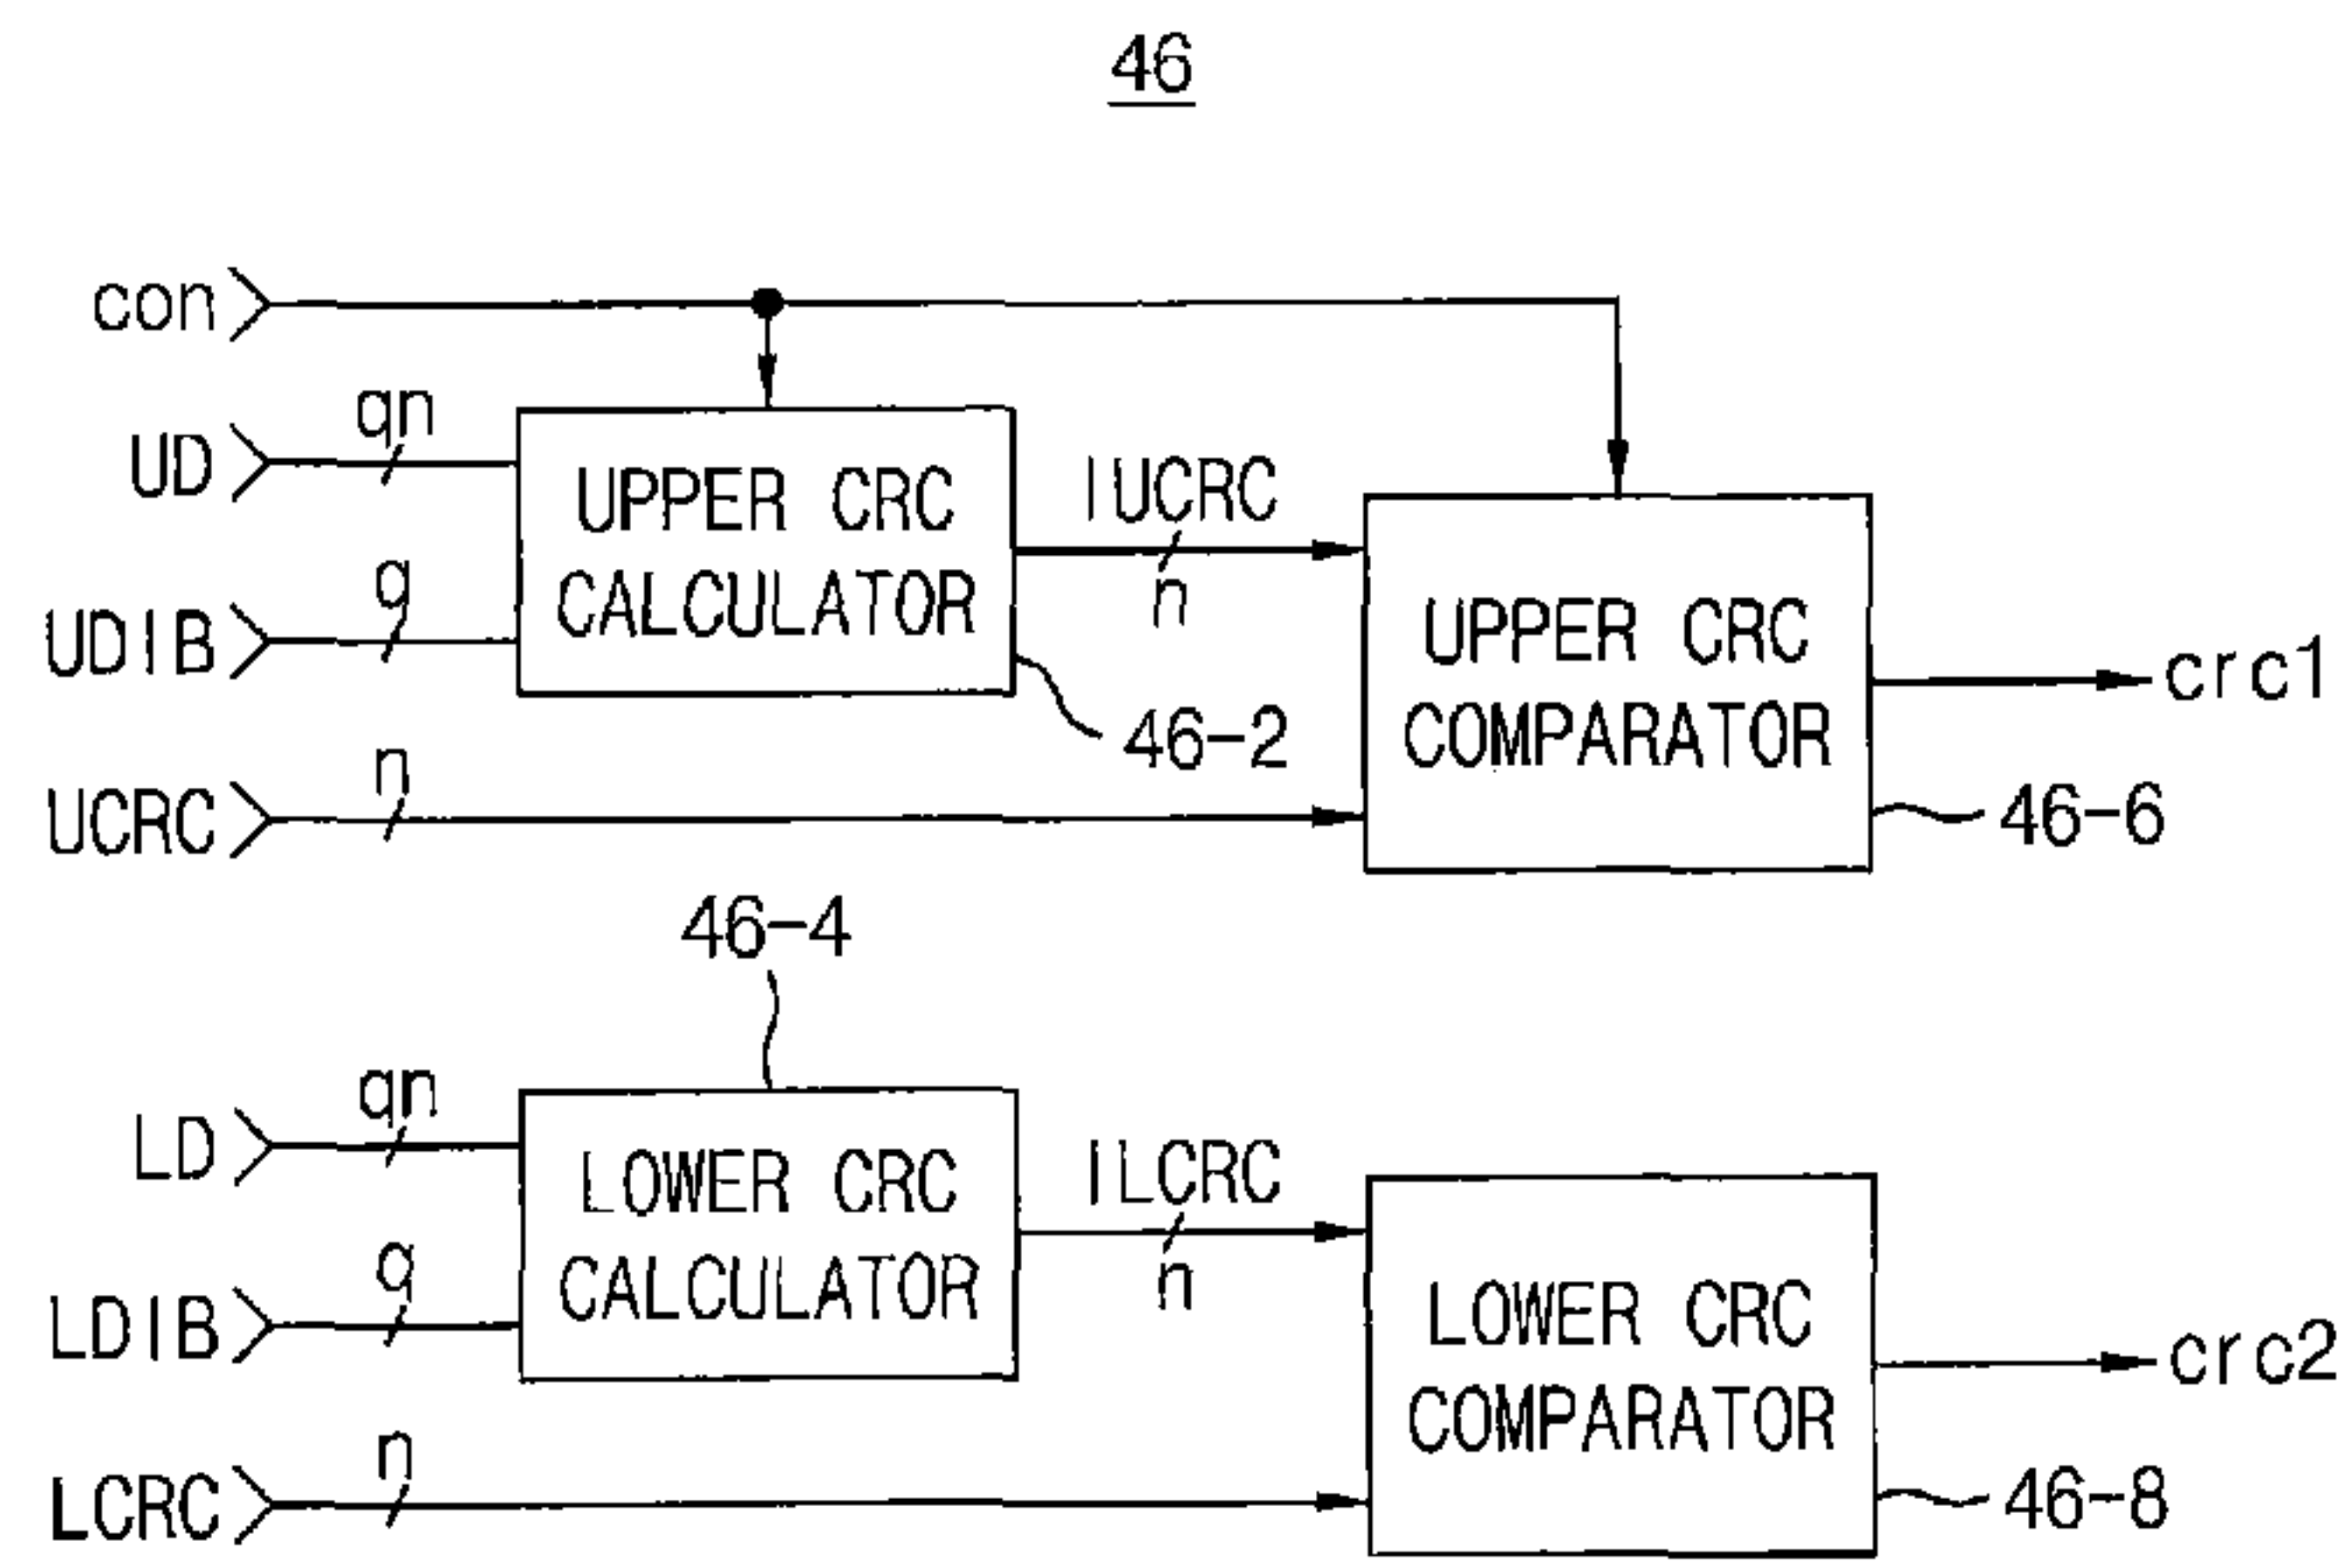 46
con
UD
qn
UPPER CRC
CALCULATOR
IUCRC
n
UDIB
q
46-2
UPPER CRC
COMPARATOR
crc1
UCRC
n
46-6
46-4
LD
qn
LOWER CRC
CALCULATOR
ILCRC
n
LDIB
q
LOWER CRC
COMPARATOR
crc2
LCRC
n
46-8